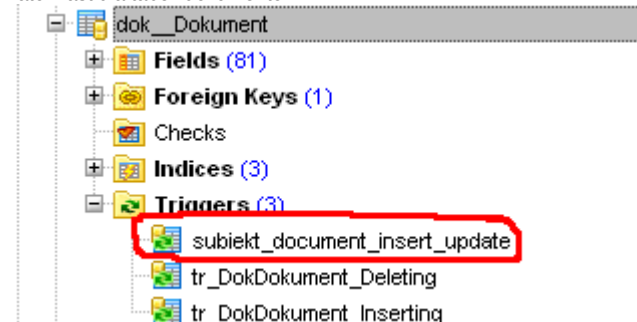 dok__Dokument
Fields (81)
Foreign Keys (1)
Checks
Indices (3)
Triggers (3)
subiekt_document_insert_update
tr_DokDokument_Deleting
tr_DokDokument_Inserting